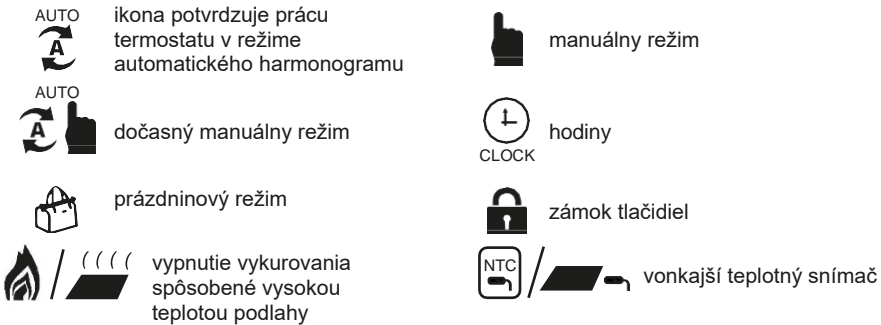 AUTO
A
ikona potvrdzuje prácu
termostatu v režime
automatického harmonogramu
manuálny režim
AUTO
A
dočasný manuálny režim
CLOCK
hodiny
prázdninový režim
zámok tlačidiel
vypnutie vykurovania
spôsobené vysokou
teplotou podlahy
NTC
vonkajší teplotný snímač